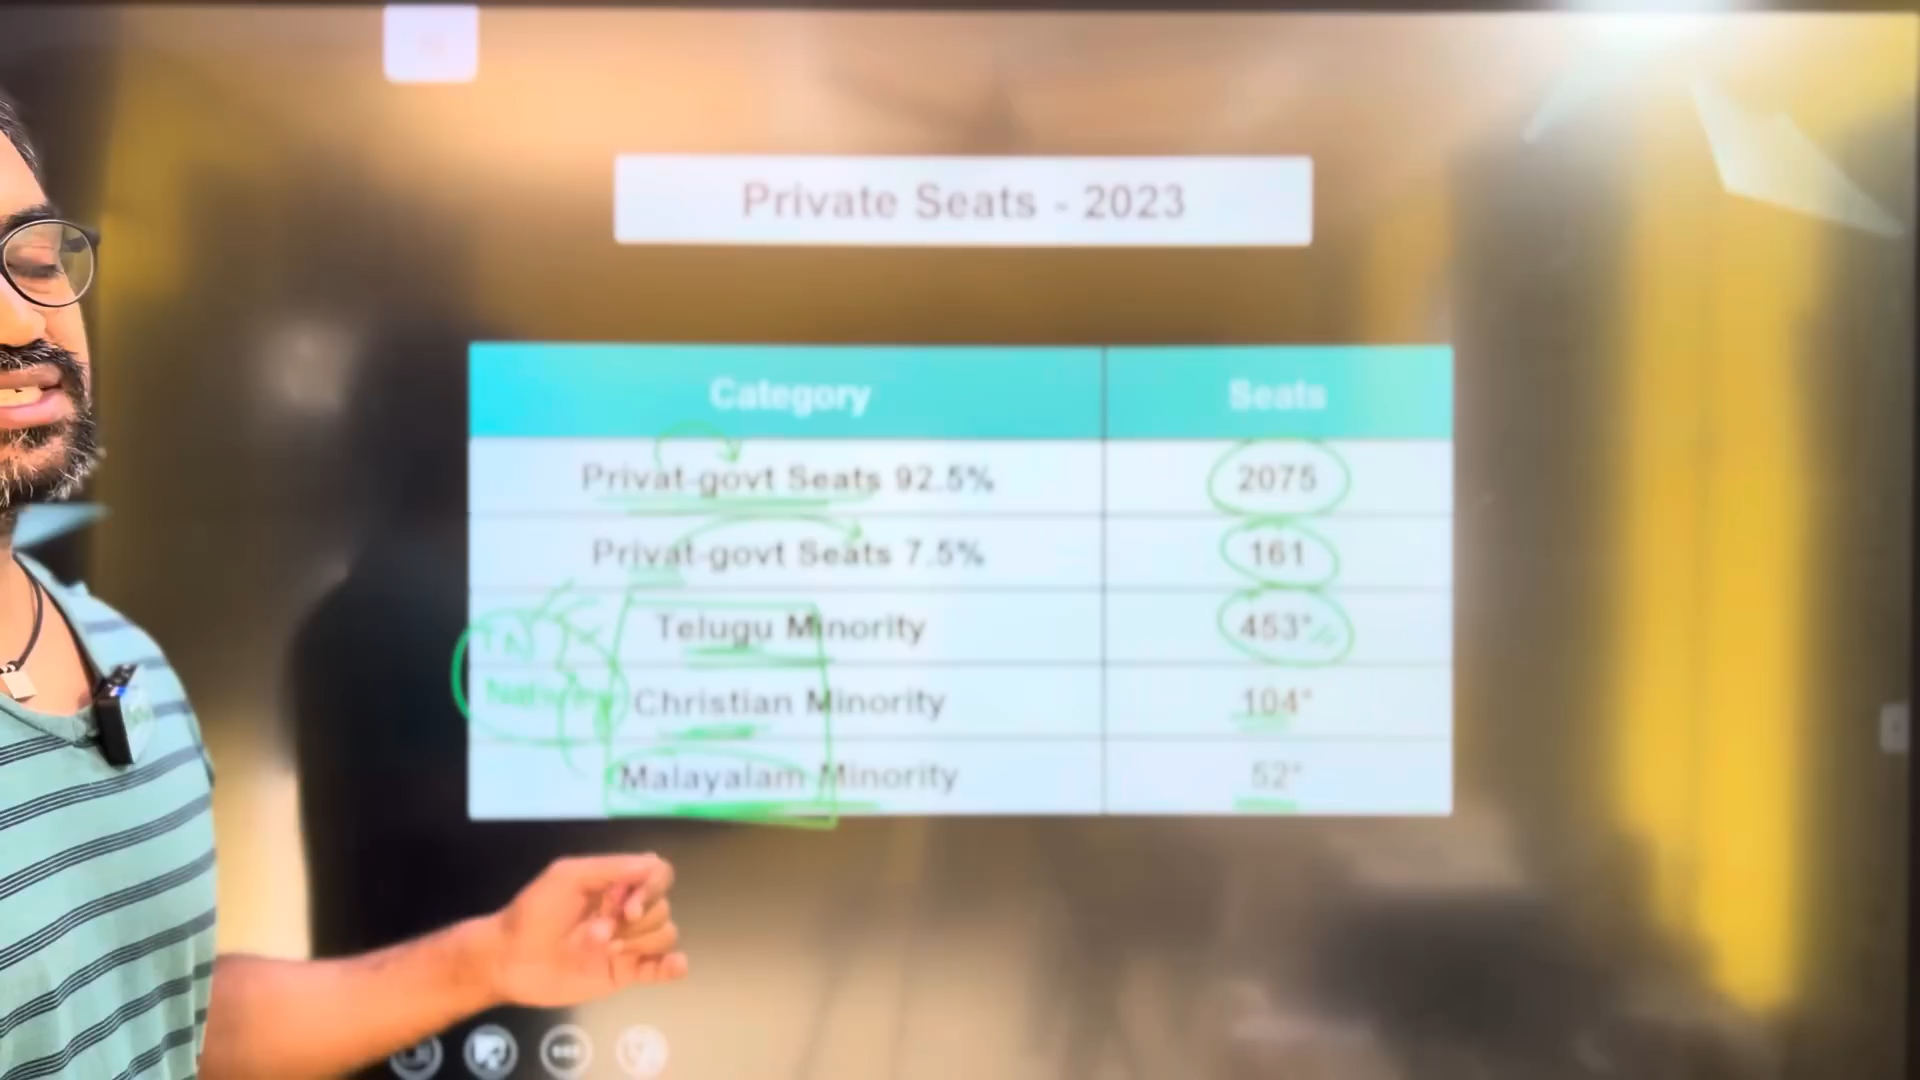 Private Seats - 2023
Category Seats
Privat-govt Seats 92.5% 2075
Privat-govt Seats 7.5% 161
Telugu Minority 453*
Christian Minority 104*
Malayalam Minority 52*
TN